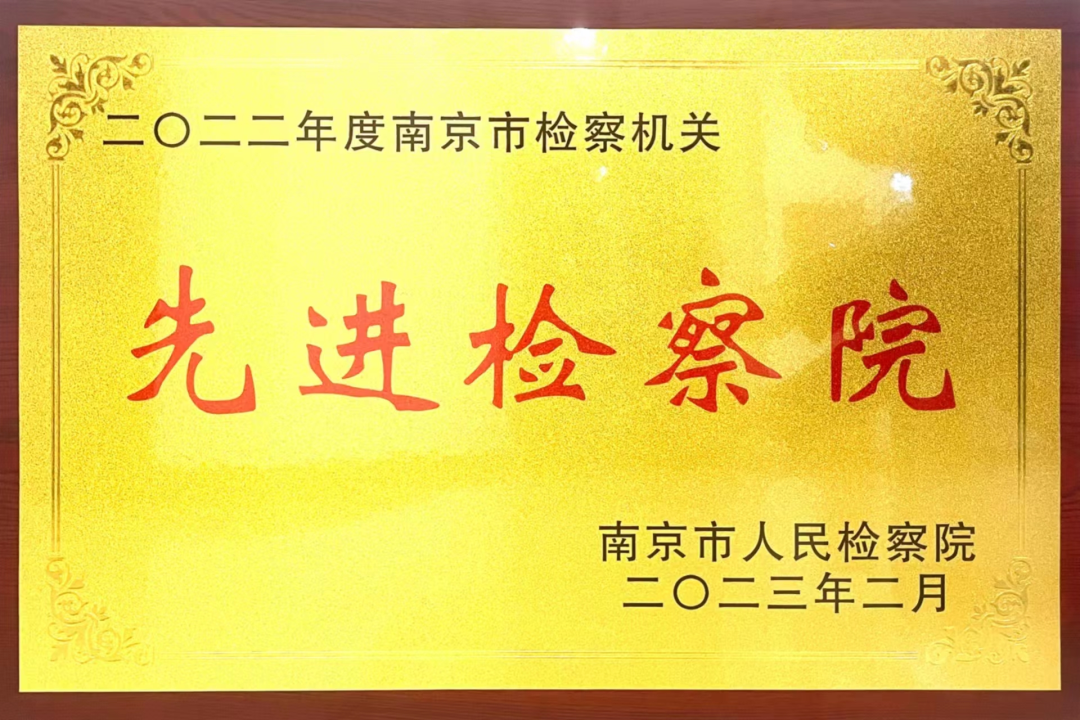 二〇二二年度南京市检察机关
先进检察院
南京市人民检察院
二〇二三年二月